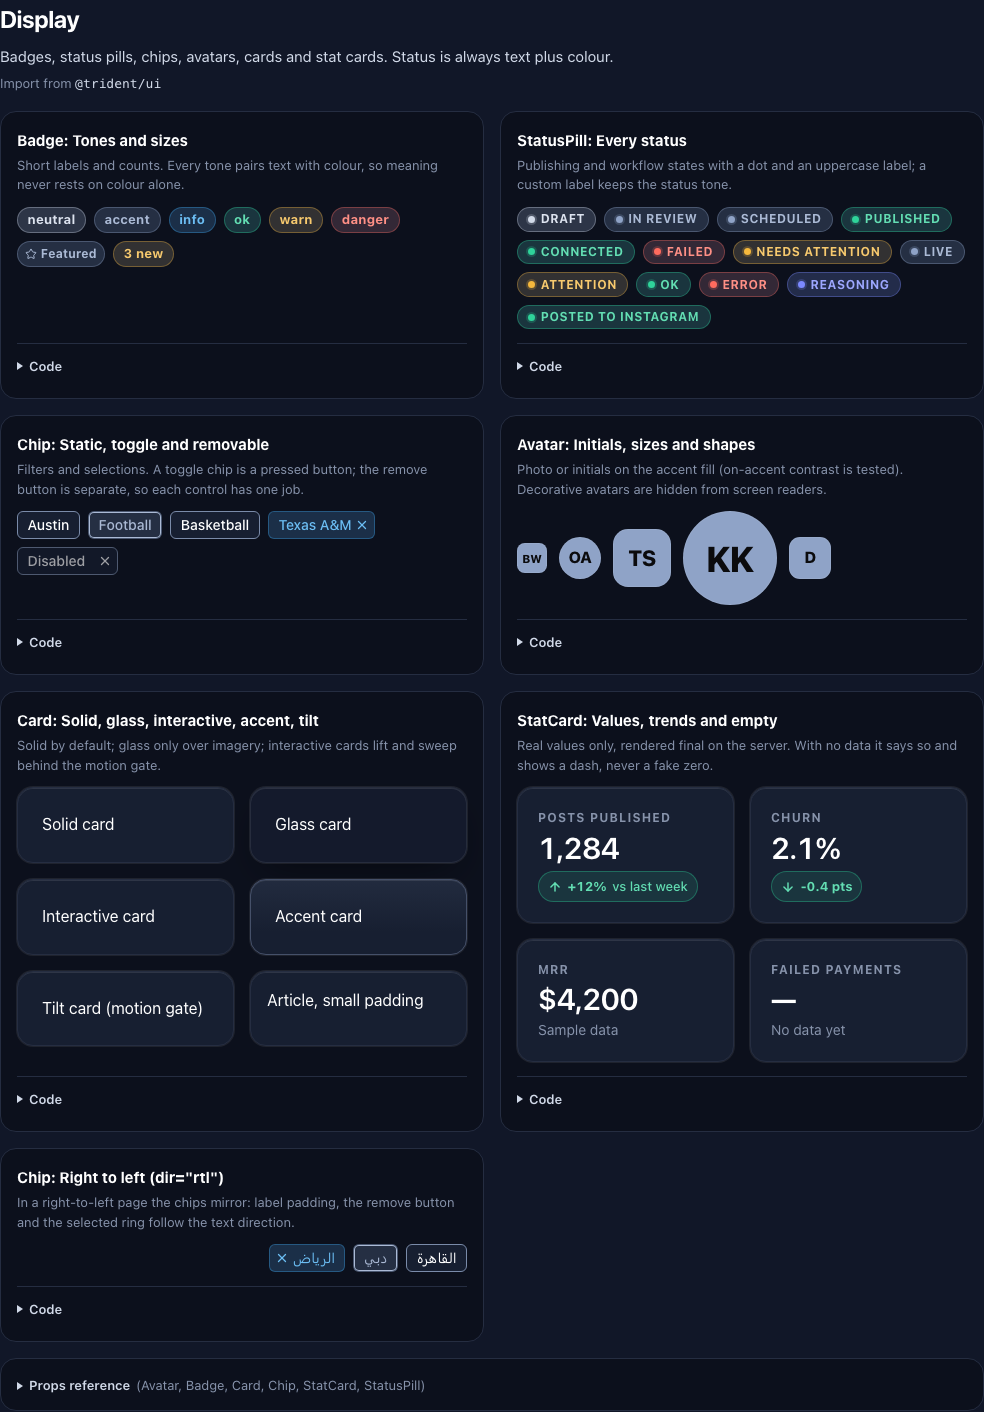 Display
Badges, status pills, chips, avatars, cards and stat cards. Status is always text plus colour.
Import from @trident/ui
Badge: Tones and sizes
Short labels and counts. Every tone pairs text with colour, so meaning
never rests on colour alone.
neutral accent info ok warn danger
Featured 3 new
Code
StatusPill: Every status
Publishing and workflow states with a dot and an uppercase label; a
custom label keeps the status tone.
DRAFT IN REVIEW SCHEDULED PUBLISHED
CONNECTED FAILED NEEDS ATTENTION LIVE
ATTENTION OK ERROR REASONING
POSTED TO INSTAGRAM
Code
Chip: Static, toggle and removable
Filters and selections. A toggle chip is a pressed button; the remove
button is separate, so each control has one job.
Austin Football Basketball Texas A&M ×
Disabled ×
Code
Avatar: Initials, sizes and shapes
Photo or initials on the accent fill (on-accent contrast is tested).
Decorative avatars are hidden from screen readers.
BW OA TS KK D
Code
Card: Solid, glass, interactive, accent, tilt
Solid by default; glass only over imagery; interactive cards lift and sweep
behind the motion gate.
Solid card
Glass card
Interactive card
Accent card
Tilt card (motion gate)
Article, small padding
Code
StatCard: Values, trends and empty
Real values only, rendered final on the server. With no data it says so and
shows a dash, never a fake zero.
POSTS PUBLISHED
1,284
↑ +12% vs last week
CHURN
2.1%
↓ -0.4 pts
MRR
$4,200
Sample data
FAILED PAYMENTS
—
No data yet
Code
Chip: Right to left (dir="rtl")
In a right-to-left page the chips mirror: label padding, the remove button
and the selected ring follow the text direction.
القاهرة دبي الرياض ×
Code
Props reference (Avatar, Badge, Card, Chip, StatCard, StatusPill)